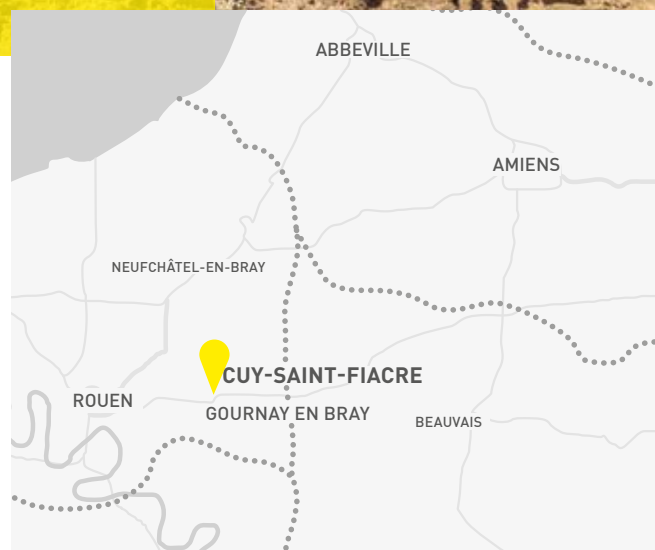 ABBEVILLE
AMIENS
NEUFCHÂTEL-EN-BRAY
CUY-SAINT-FIACRE
ROUEN
GOURNAY EN BRAY
BEAUVAIS